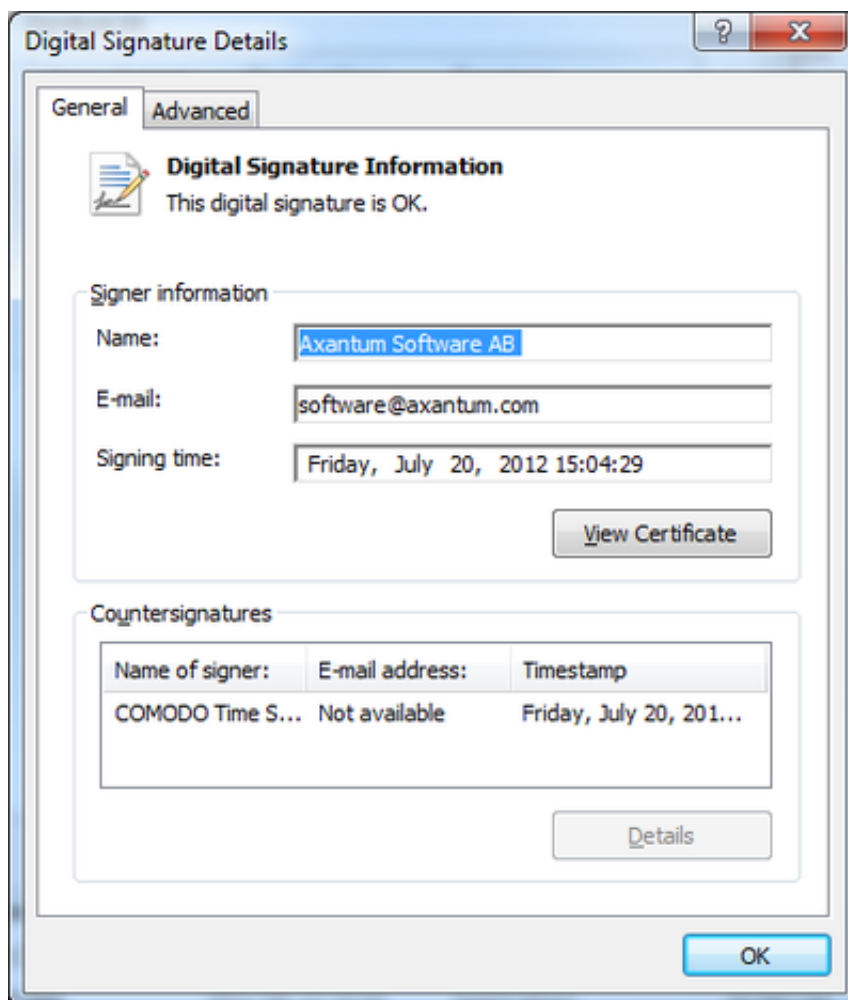 Digital Signature Details
General Advanced
Digital Signature Information
This digital signature is OK.
Signer information
Name: Axantum Software AB
E-mail: software@axantum.com
Signing time: Friday, July 20, 2012 15:04:29
View Certificate
Countersignatures
Name of signer: E-mail address: Timestamp
COMODO Time S... Not available Friday, July 20, 201...
Details
OK